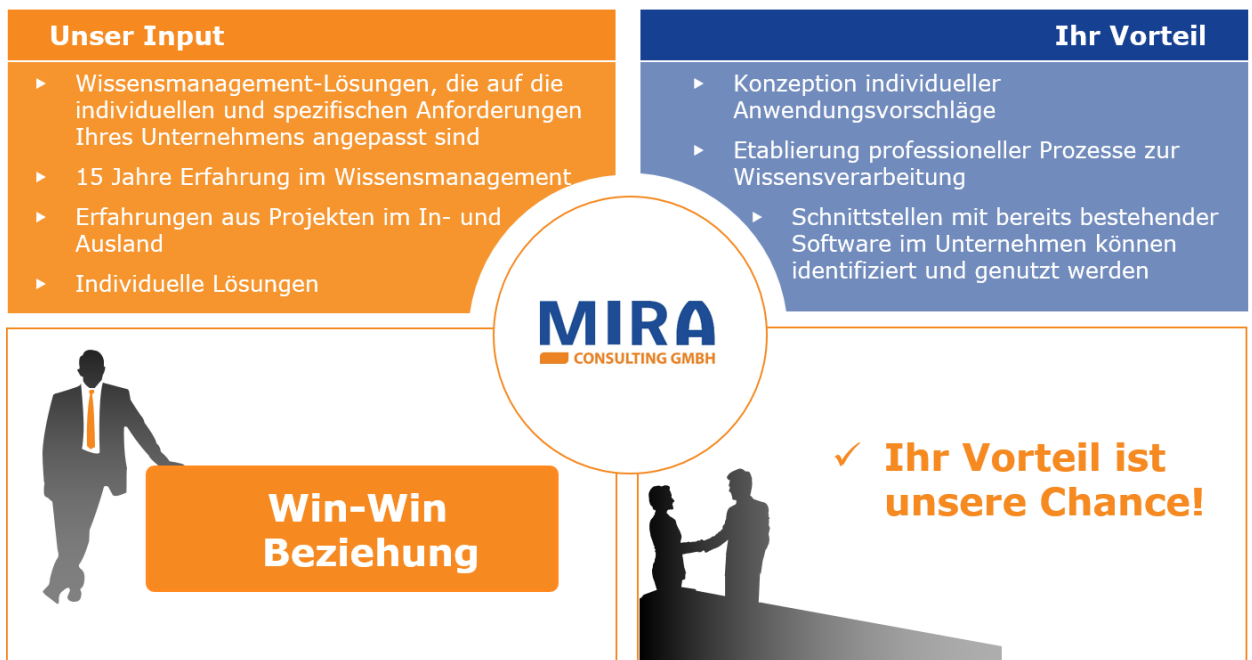 Unser Input
Wissensmanagement-Lösungen, die auf die
individuellen und spezifischen Anforderungen
Ihres Unternehmens angepasst sind
15 Jahre Erfahrung im Wissensmanagement
Erfahrungen aus Projekten im In- und
Ausland
Individuelle Lösungen
Ihr Vorteil
Konzeption individueller
Anwendungsvorschläge
Etablierung professioneller Prozesse zur
Wissensverarbeitung
Schnittstellen mit bereits bestehender
Software im Unternehmen können
identifiziert und genutzt werden
MIRA
CONSULTING GMBH
Win-Win
Beziehung
Ihr Vorteil ist
unsere Chance!